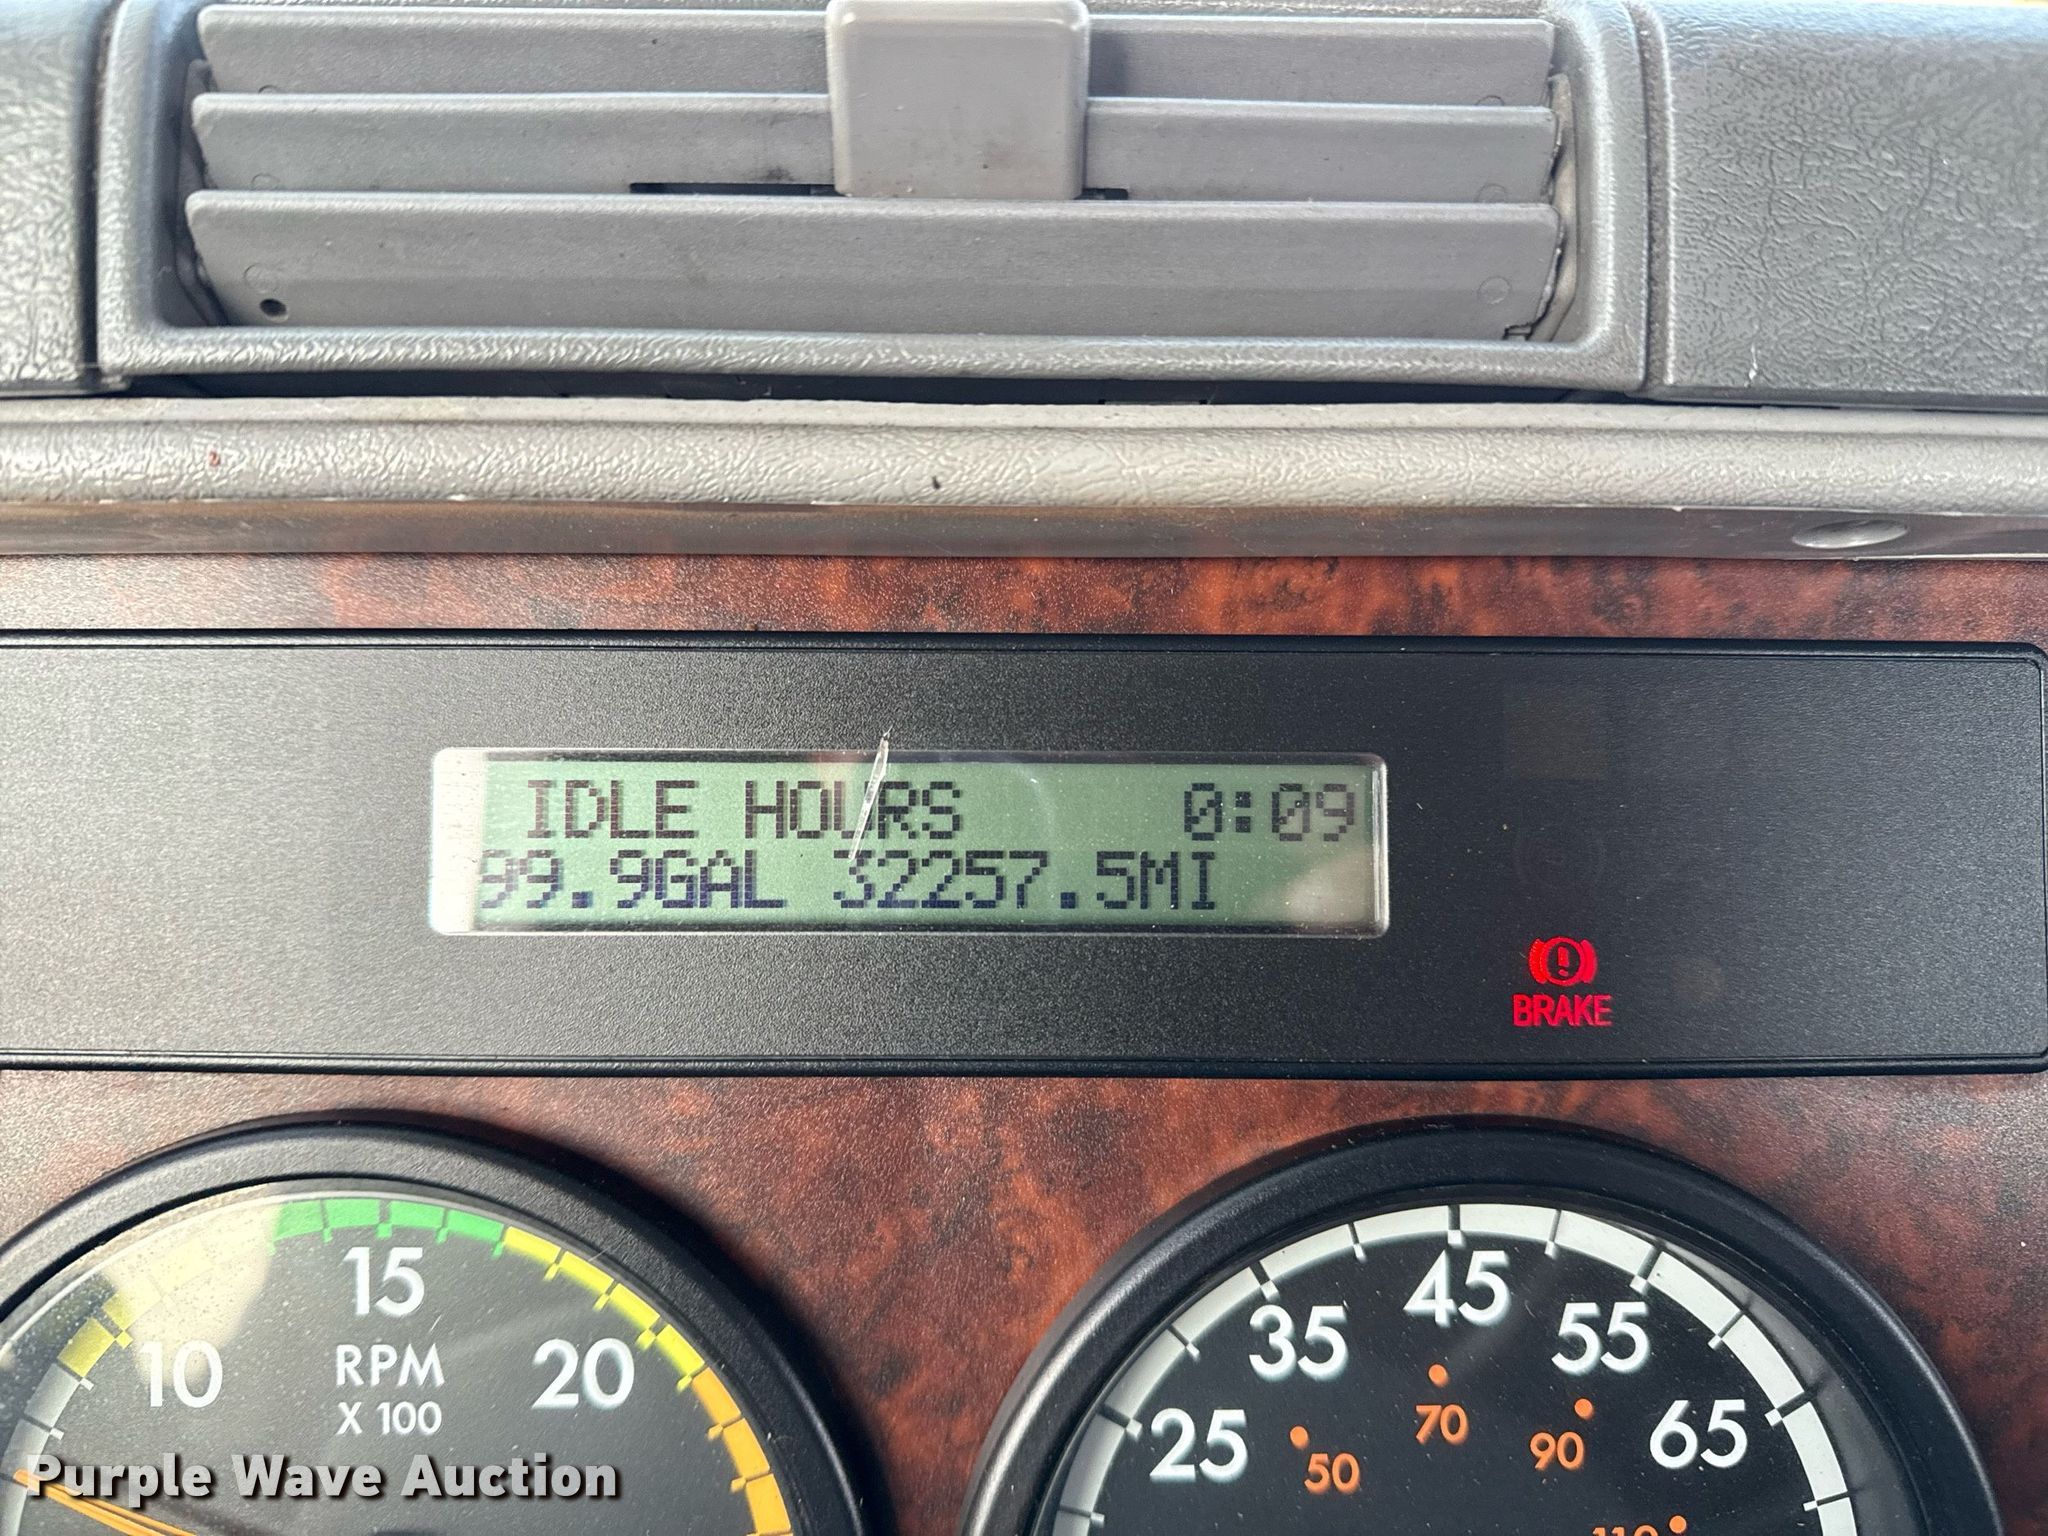 IDLE HOURS 0:09
99.9GAL 32257.5MI
BRAKE
10 15 20
RPM
X 100
25 35 45 55 65
50 70 90 110
Purple Wave Auction